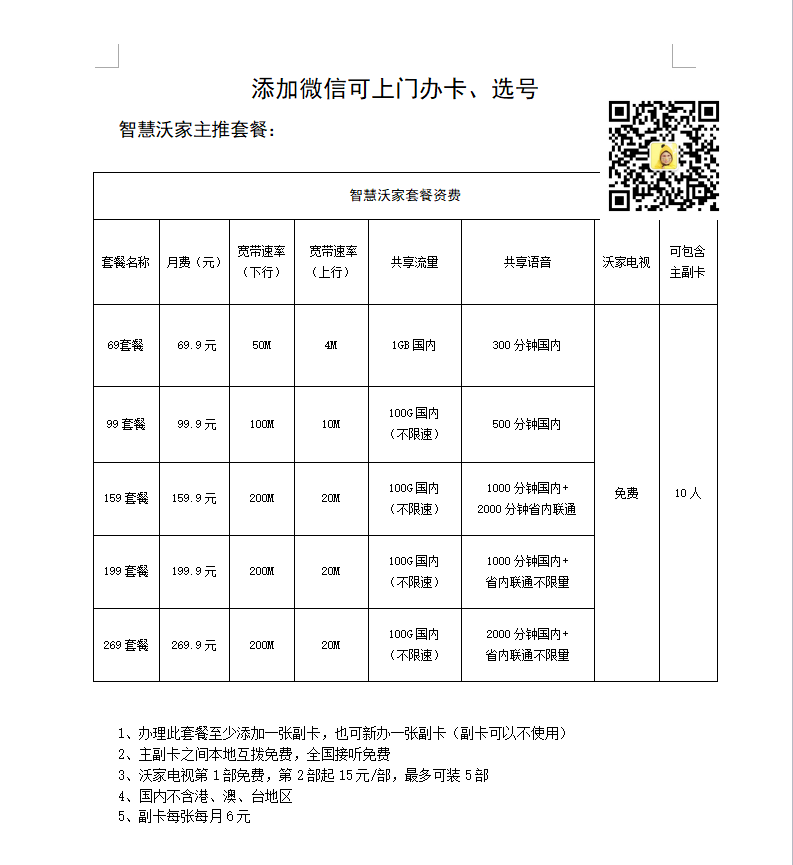 添加微信可上门办卡、选号
智慧沃家主推套餐：
智慧沃家套餐资费
套餐名称 月费（元） 宽带速率（下行） 宽带速率（上行） 共享流量 共享语音 沃家电视 可包含主副卡
69套餐 69.9元 50M 4M 1GB国内 300分钟国内
99套餐 99.9元 100M 10M 100G国内（不限速） 500分钟国内
159套餐 159.9元 200M 20M 100G国内（不限速） 1000分钟国内+2000分钟省内联通 免费 10人
199套餐 199.9元 200M 20M 100G国内（不限速） 1000分钟国内+省内联通不限量
269套餐 269.9元 200M 20M 100G国内（不限速） 2000分钟国内+省内联通不限量
1、办理此套餐至少添加一张副卡，也可新办一张副卡（副卡可以不使用）
2、主副卡之间本地互拨免费，全国接听免费
3、沃家电视第1部免费，第2部起15元/部，最多可装5部
4、国内不含港、澳、台地区
5、副卡每张每月6元